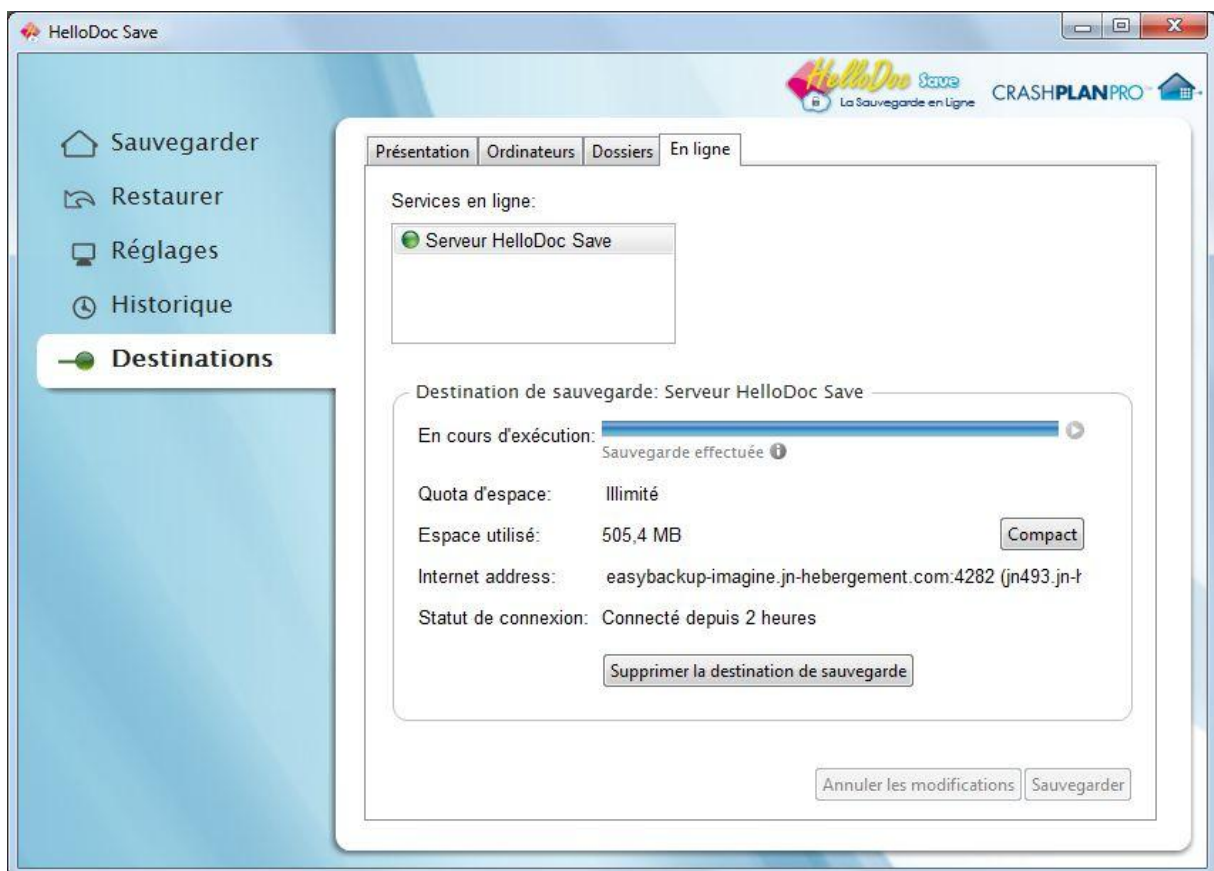 HelloDoc Save
HelloDoc Save
La Sauvegarde en Ligne
CRASHPLANPRO
Sauvegarder
Restaurer
Réglages
Historique
Destinations
Présentation Ordinateurs Dossiers En ligne
Services en ligne:
Serveur HelloDoc Save
Destination de sauvegarde: Serveur HelloDoc Save
En cours d'exécution:
Sauvegarde effectuée
Quota d'espace: Illimité
Espace utilisé: 505,4 MB Compact
Internet address: easybackup-imagine.jn-hebergement.com:4282 (jn493.jn-h
Statut de connexion: Connecté depuis 2 heures
Supprimer la destination de sauvegarde
Annuler les modifications Sauvegarder